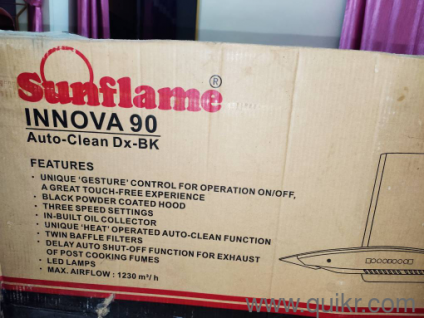 Sunflame®
INNOVA 90
Auto-Clean Dx-BK
FEATURES
• UNIQUE 'GESTURE' CONTROL FOR OPERATION ON/OFF,
A GREAT TOUCH-FREE EXPERIENCE
• BLACK POWDER COATED HOOD
• THREE SPEED SETTINGS
• IN-BUILT OIL COLLECTOR
• UNIQUE 'HEAT' OPERATED AUTO-CLEAN FUNCTION
• TWIN BAFFLE FILTERS
• DELAY AUTO SHUT-OFF FUNCTION FOR EXHAUST
OF POST COOKING FUMES
• LED LAMPS
• MAX. AIRFLOW : 1230 m³/h
www.quikr.com